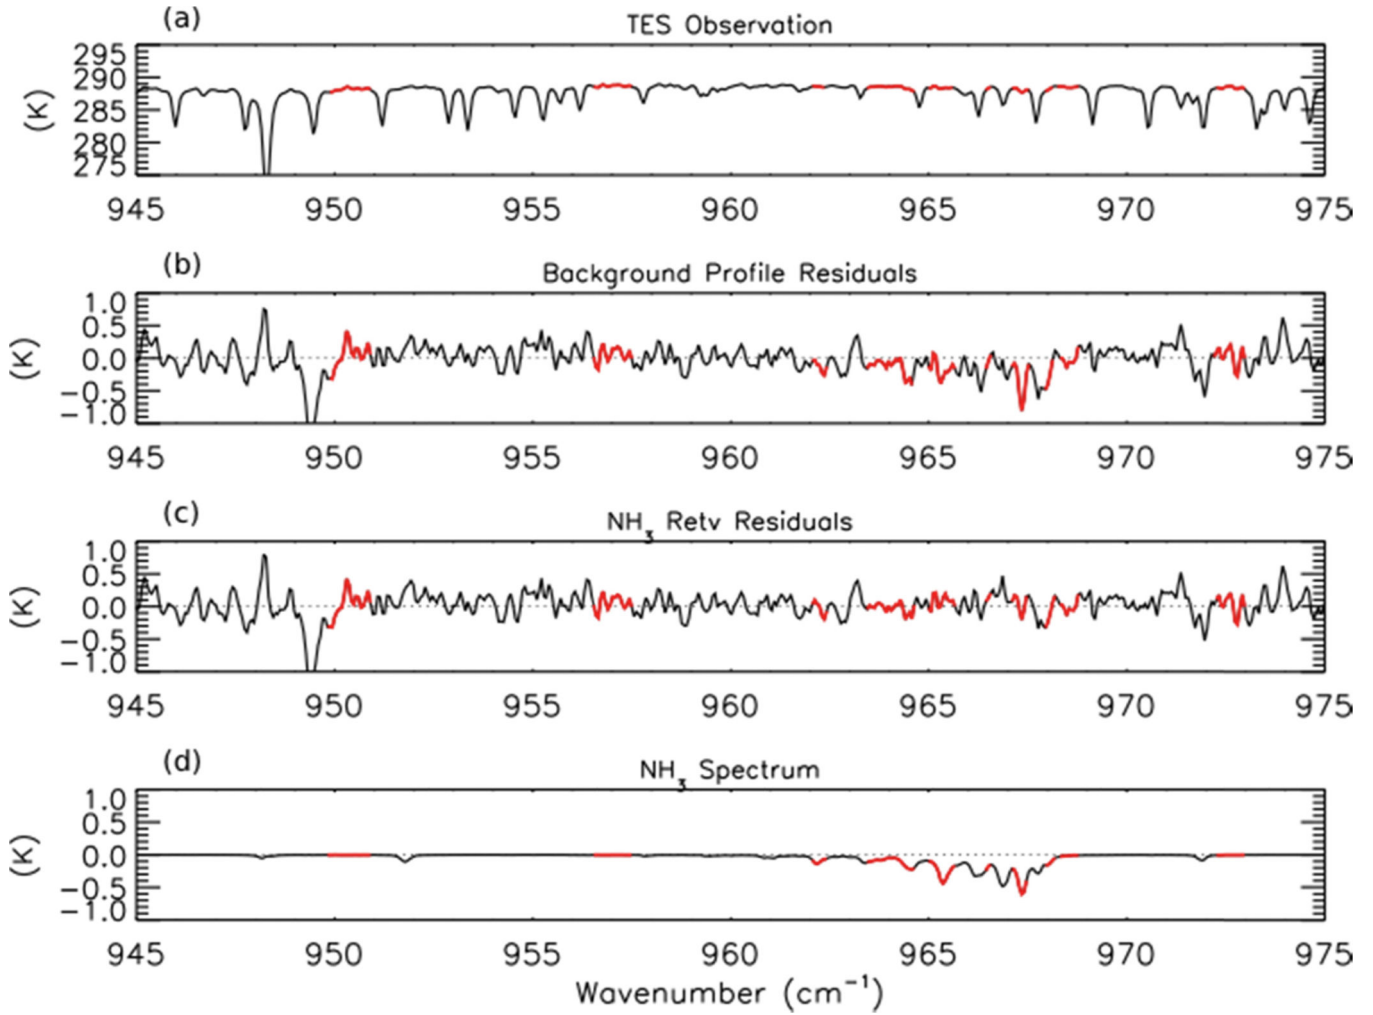 (a)
TES Observation
295
290
285
280
275
(K)
945 950 955 960 965 970 975
(b)
Background Profile Residuals
1.0
0.5
0.0
−0.5
−1.0
(K)
945 950 955 960 965 970 975
(c)
NH₃ Retv Residuals
1.0
0.5
0.0
−0.5
−1.0
(K)
945 950 955 960 965 970 975
(d)
NH₃ Spectrum
1.0
0.5
0.0
−0.5
−1.0
(K)
945 950 955 960 965 970 975
Wavenumber (cm⁻¹)